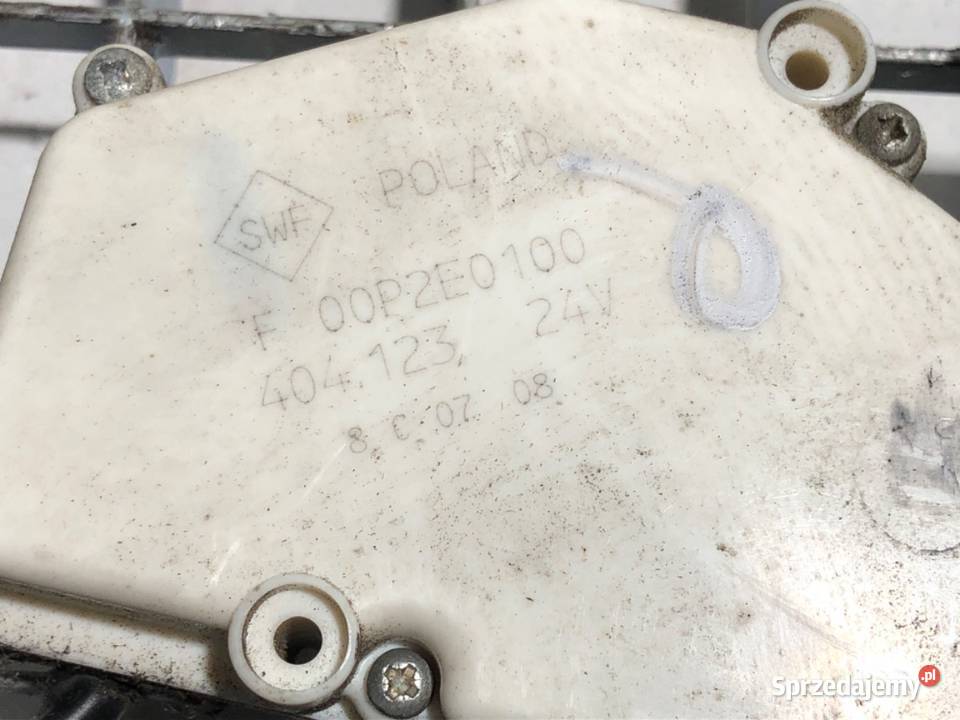 SWF POLAND
F 00P2E0100
404.123 24V
8 C 07 08
Sprzedajemy.pl